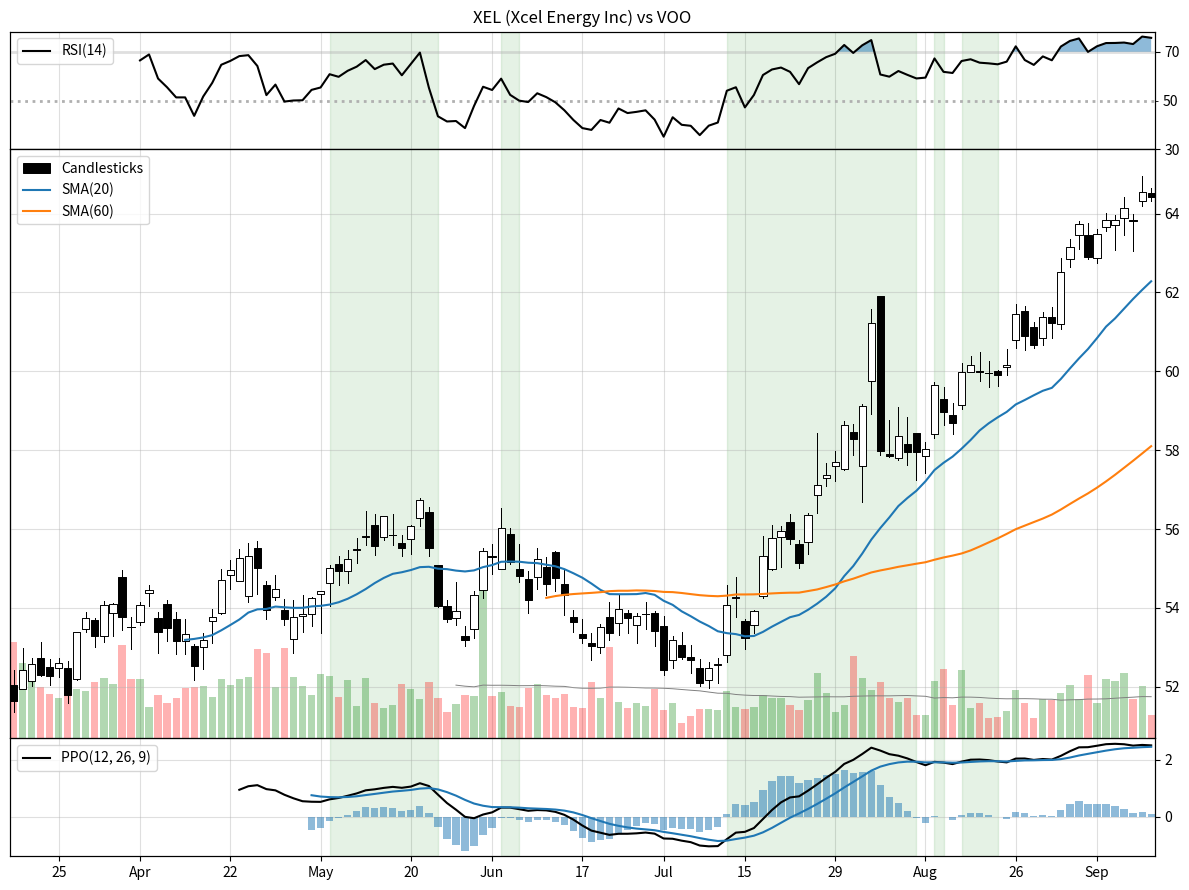 XEL (Xcel Energy Inc) vs VOO
RSI(14)
70
50
30
Candlesticks
SMA(20)
SMA(60)
64
62
60
58
56
54
52
PPO(12, 26, 9)
2
0
25 Apr 22 May 20 Jun 17 Jul 15 29 Aug 26 Sep